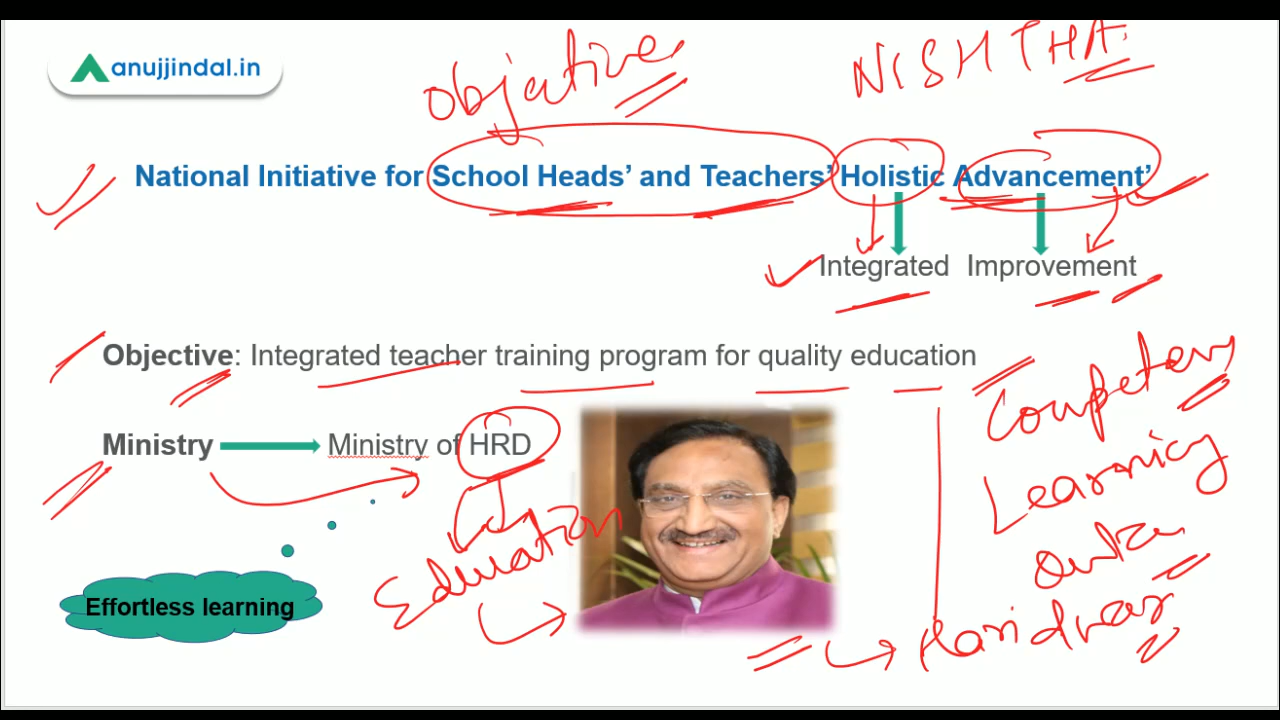 anujjindal.in
Objectives
NISHTHA
National Initiative for School Heads’ and Teachers’ Holistic Advancement’
Integrated Improvement
Objective: Integrated teacher training program for quality education
Ministry Ministry of HRD
Competency
Learning
Education
Effortless learning
Haridwar